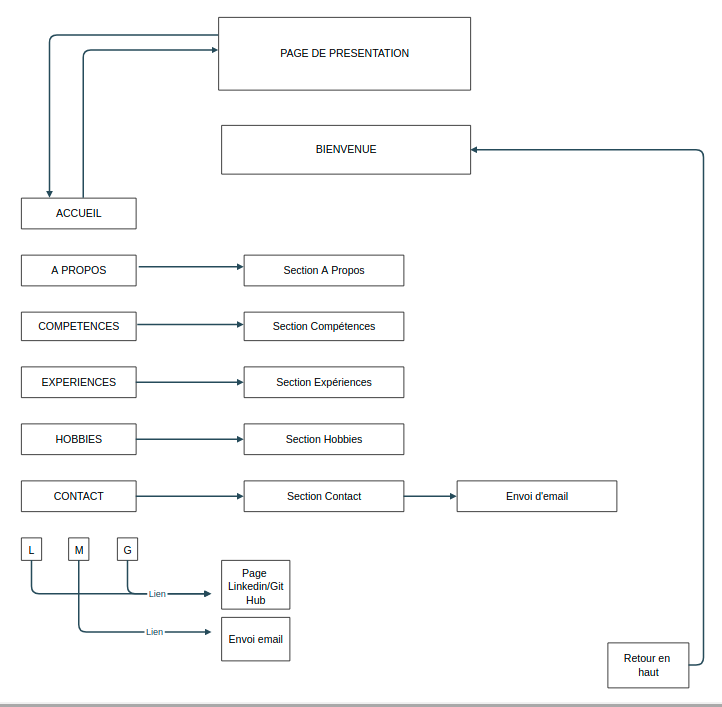 PAGE DE PRESENTATION
BIENVENUE
ACCUEIL
A PROPOS
Section A Propos
COMPETENCES
Section Compétences
EXPERIENCES
Section Expériences
HOBBIES
Section Hobbies
CONTACT
Section Contact
Envoi d'email
L
M
G
Page
Linkedin/Git
Hub
Lien
Lien
Envoi email
Retour en
haut